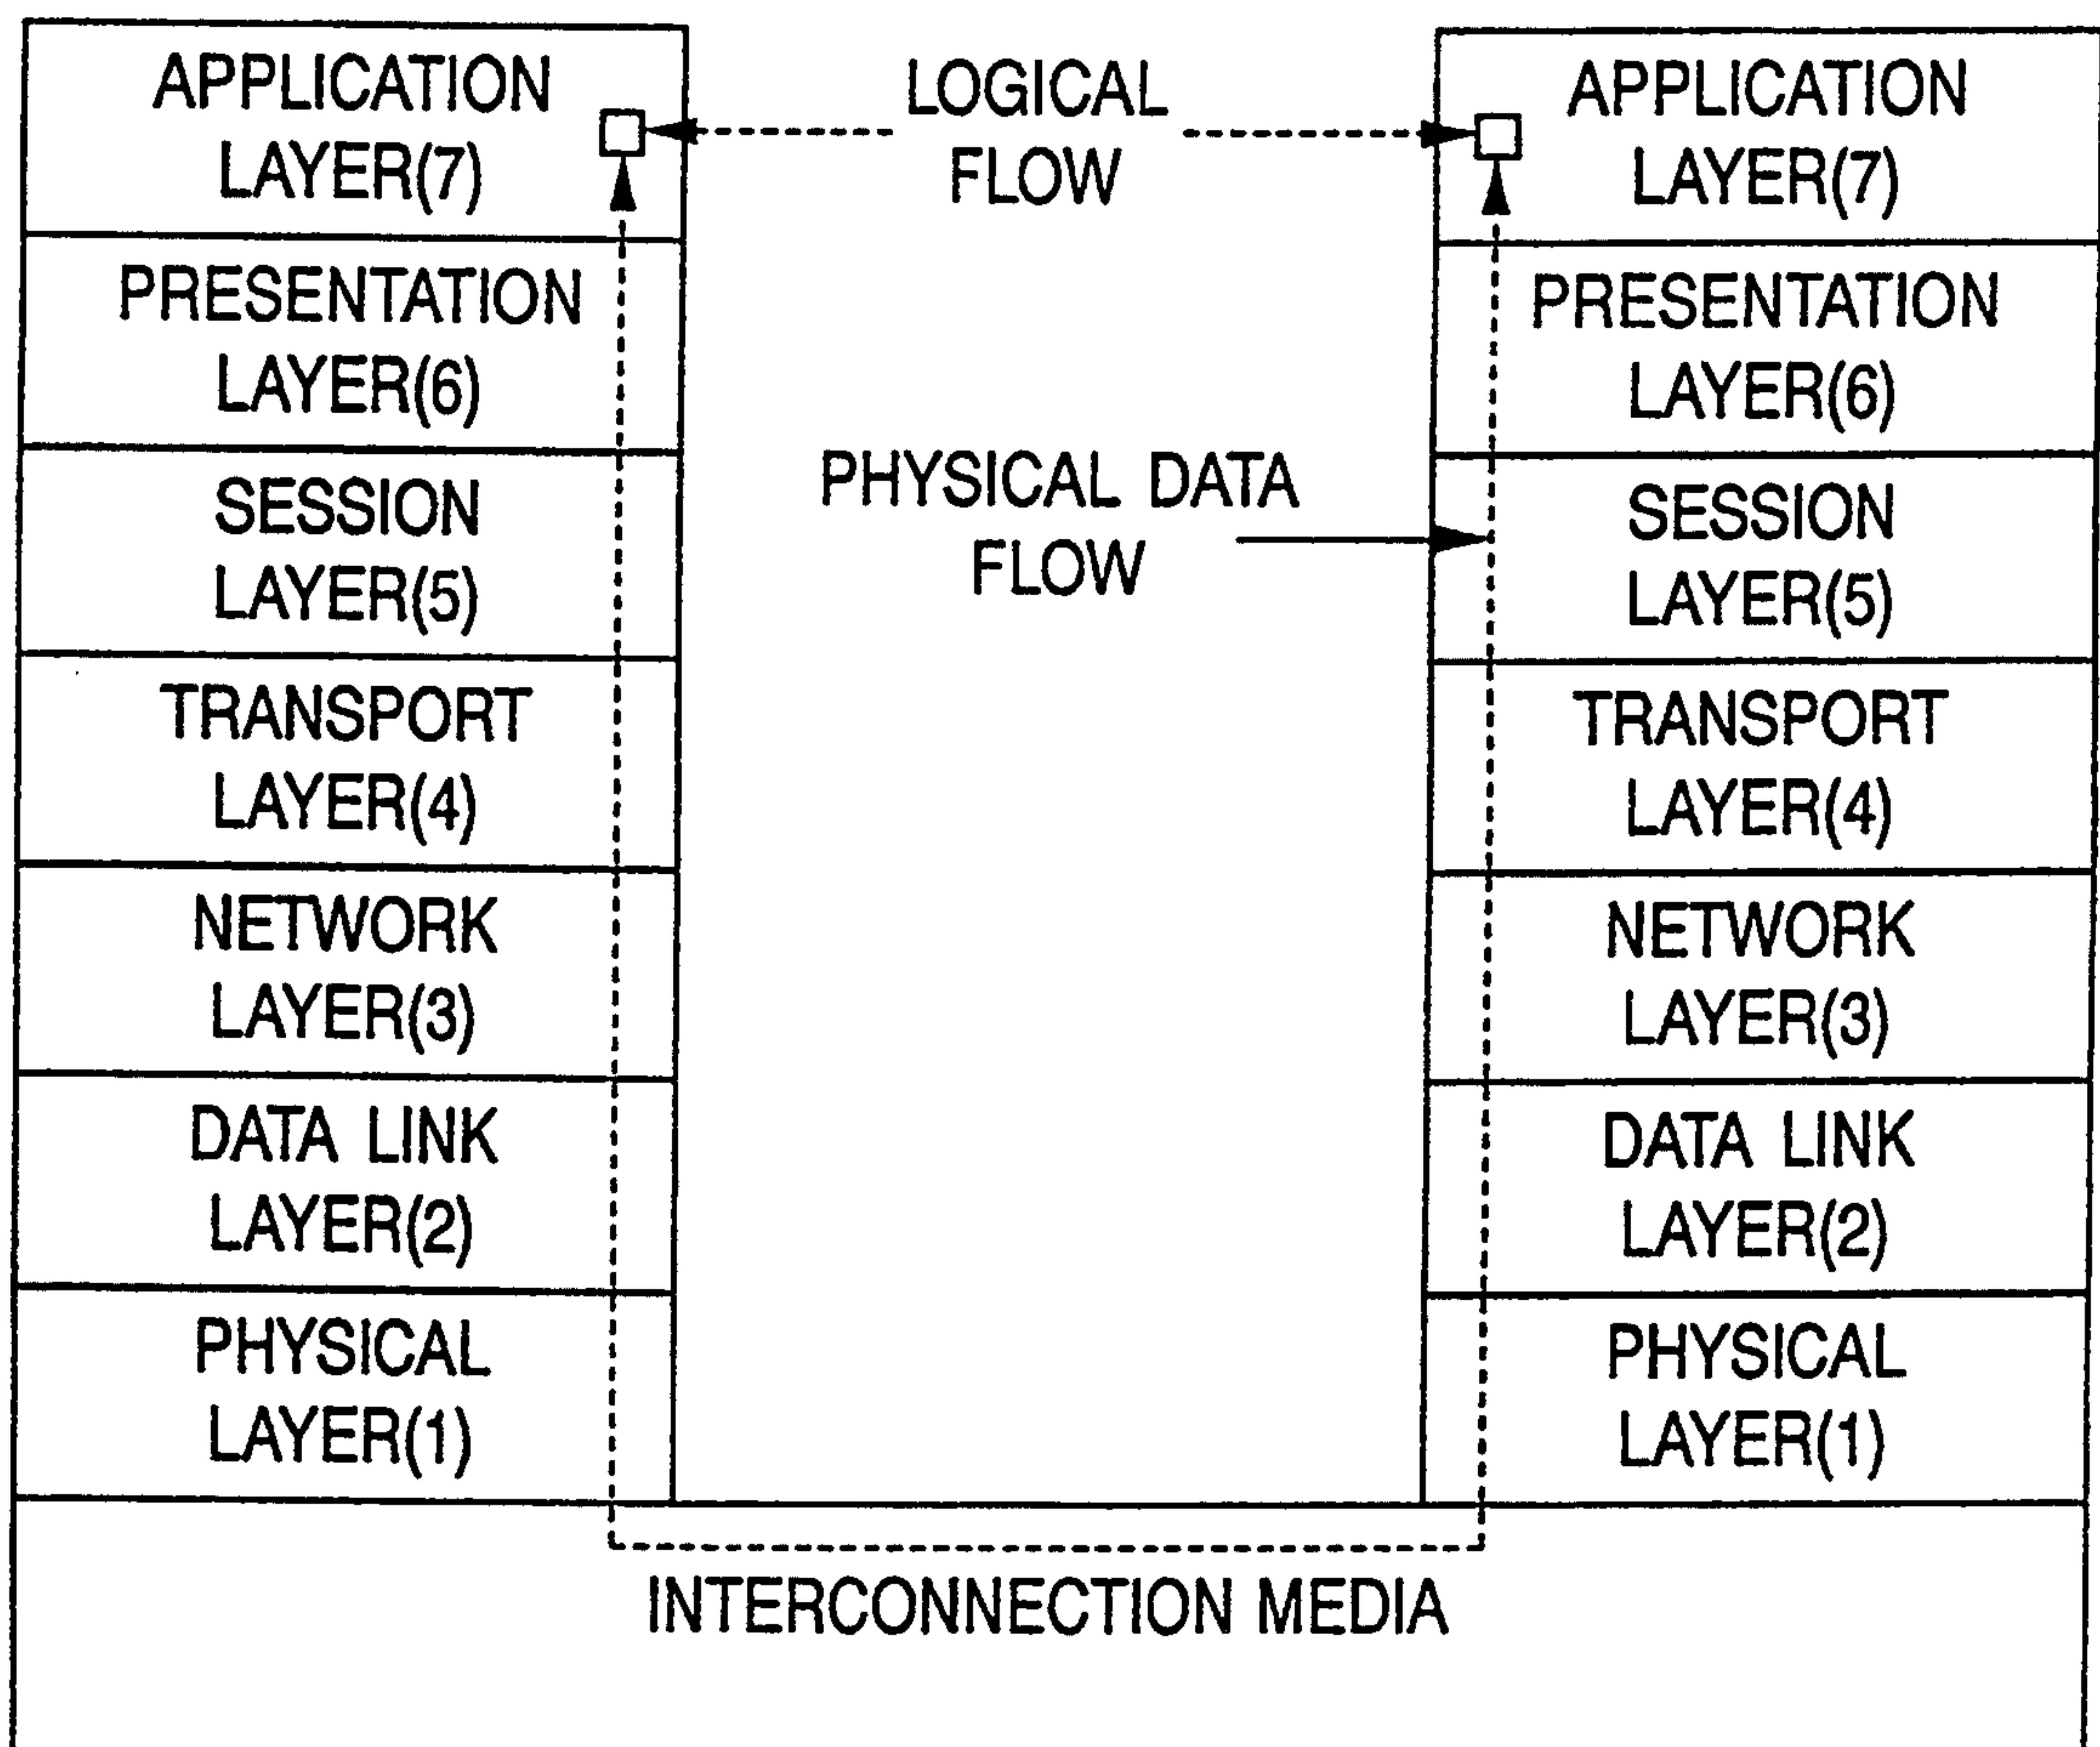 APPLICATION
LAYER(7)
PRESENTATION
LAYER(6)
SESSION
LAYER(5)
TRANSPORT
LAYER(4)
NETWORK
LAYER(3)
DATA LINK
LAYER(2)
PHYSICAL
LAYER(1)
LOGICAL
FLOW
PHYSICAL DATA
FLOW
APPLICATION
LAYER(7)
PRESENTATION
LAYER(6)
SESSION
LAYER(5)
TRANSPORT
LAYER(4)
NETWORK
LAYER(3)
DATA LINK
LAYER(2)
PHYSICAL
LAYER(1)
INTERCONNECTION MEDIA